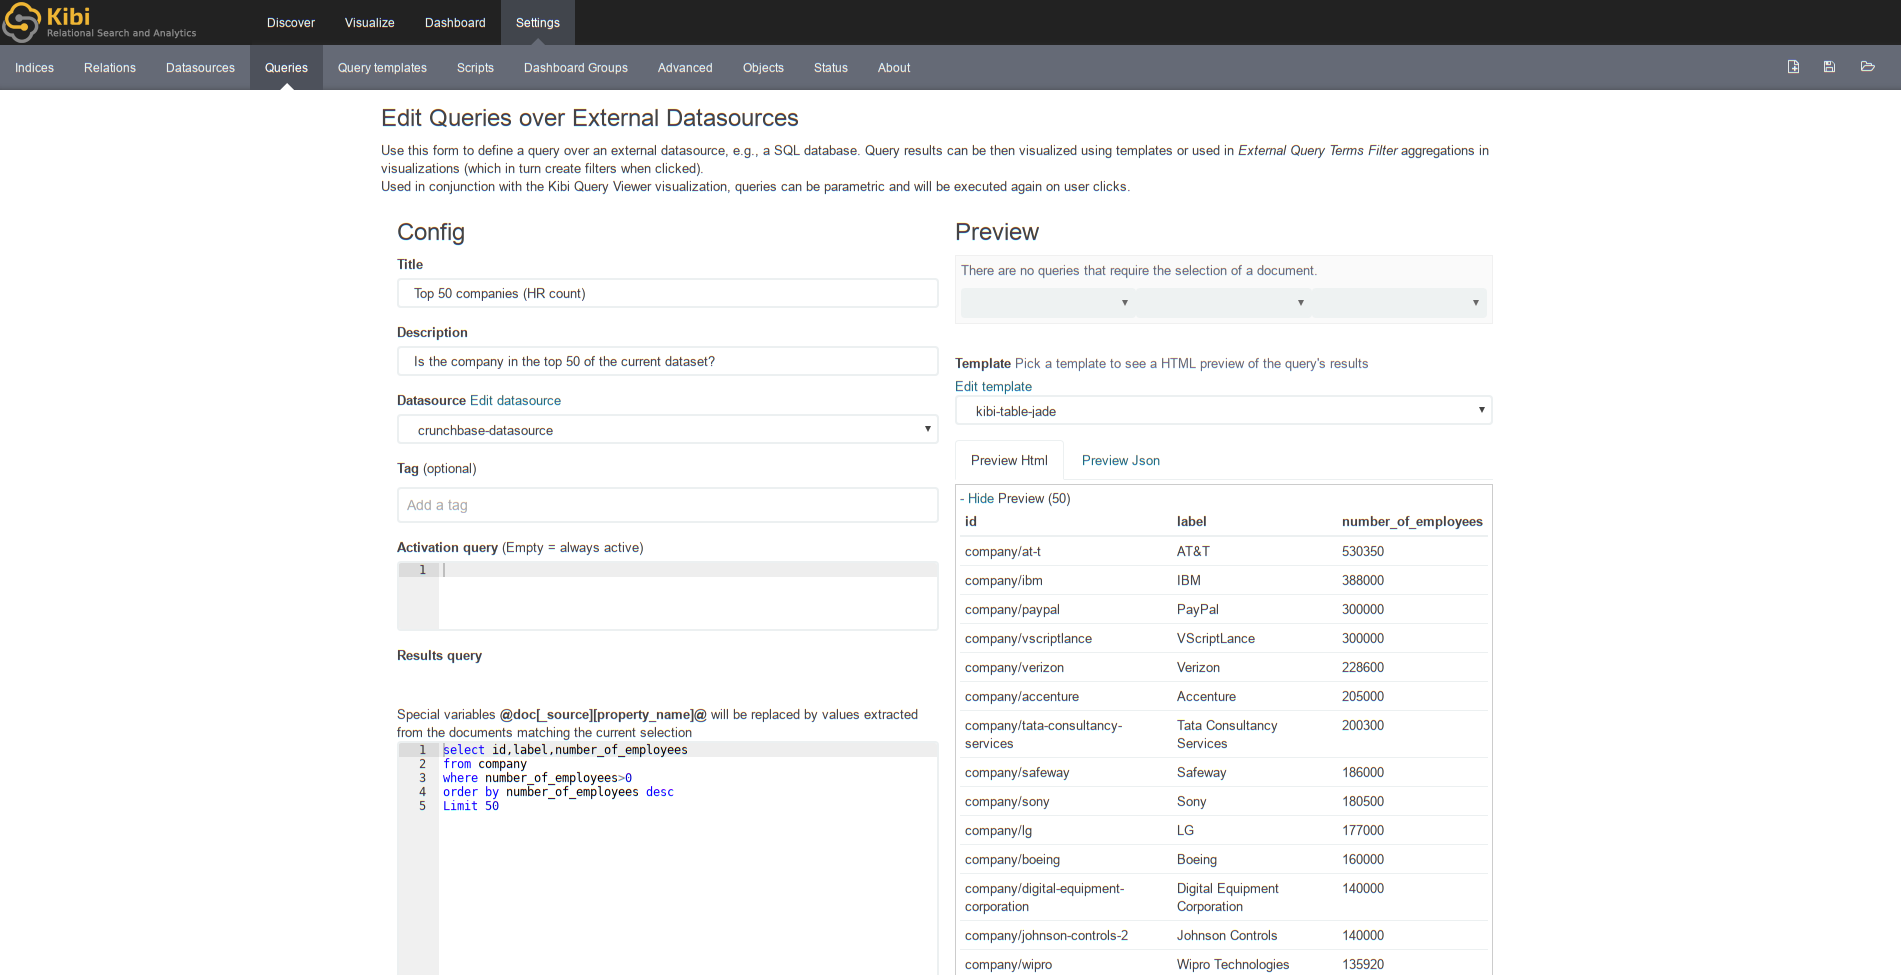 Kibi
Relational Search and Analytics
Discover Visualize Dashboard Settings
Indices Relations Datasources Queries Query templates Scripts Dashboard Groups Advanced Objects Status About
Edit Queries over External Datasources
Use this form to define a query over an external datasource, e.g., a SQL database. Query results can be then visualized using templates or used in External Query Terms Filter aggregations in
visualizations (which in turn create filters when clicked).
Used in conjunction with the Kibi Query Viewer visualization, queries can be parametric and will be executed again on user clicks.
Config
Title
Top 50 companies (HR count)
Description
Is the company in the top 50 of the current dataset?
Datasource Edit datasource
crunchbase-datasource
Tag (optional)
Add a tag
Activation query (Empty = always active)
1
Results query
Special variables @doc[_source][property_name]@ will be replaced by values extracted
from the documents matching the current selection
1 select id,label,number_of_employees
2 from company
3 where number_of_employees>0
4 order by number_of_employees desc
5 Limit 50
Preview
There are no queries that require the selection of a document.
Template Pick a template to see a HTML preview of the query's results
Edit template
kibi-table-jade
Preview Html Preview Json
- Hide Preview (50)
id label number_of_employees
company/at-t AT&T 530350
company/ibm IBM 388000
company/paypal PayPal 300000
company/vscriptlance VScriptLance 300000
company/verizon Verizon 228600
company/accenture Accenture 205000
company/tata-consultancy- Tata Consultancy 200300
services Services
company/safeway Safeway 186000
company/sony Sony 180500
company/lg LG 177000
company/boeing Boeing 160000
company/digital-equipment- Digital Equipment 140000
corporation Corporation
company/johnson-controls-2 Johnson Controls 140000
company/wipro Wipro Technologies 135920